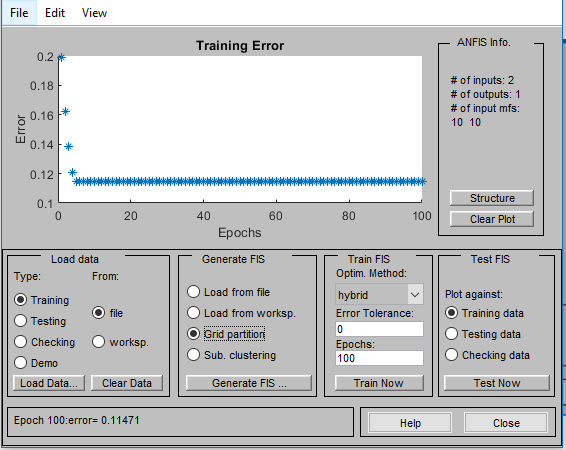 File Edit View
Training Error
0.2
0.18
0.16
0.14
0.12
0.1
Error
0 20 40 60 80 100
Epochs
ANFIS Info.
# of inputs: 2
# of outputs: 1
# of input mfs:
10 10
Structure
Clear Plot
Load data
Type: From:
Training
file
Testing
Checking
worksp.
Demo
Load Data... Clear Data
Generate FIS
Load from file
Load from worksp.
Grid partition
Sub. clustering
Generate FIS ...
Train FIS
Optim. Method:
hybrid
Error Tolerance:
0
Epochs:
100
Train Now
Test FIS
Plot against:
Training data
Testing data
Checking data
Test Now
Epoch 100:error= 0.11471
Help Close